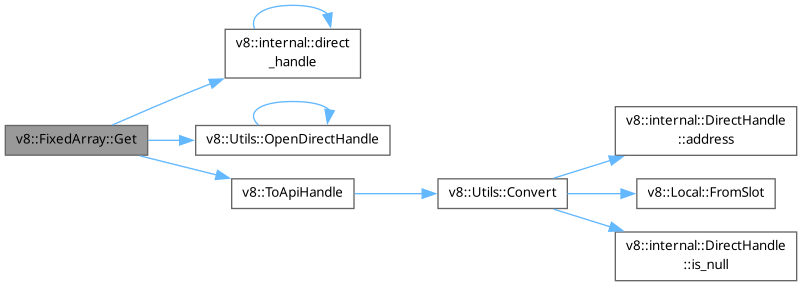 v8::internal::direct
_handle
v8::FixedArray::Get
v8::Utils::OpenDirectHandle
v8::ToApiHandle
v8::Utils::Convert
v8::internal::DirectHandle
::address
v8::Local::FromSlot
v8::internal::DirectHandle
::is_null